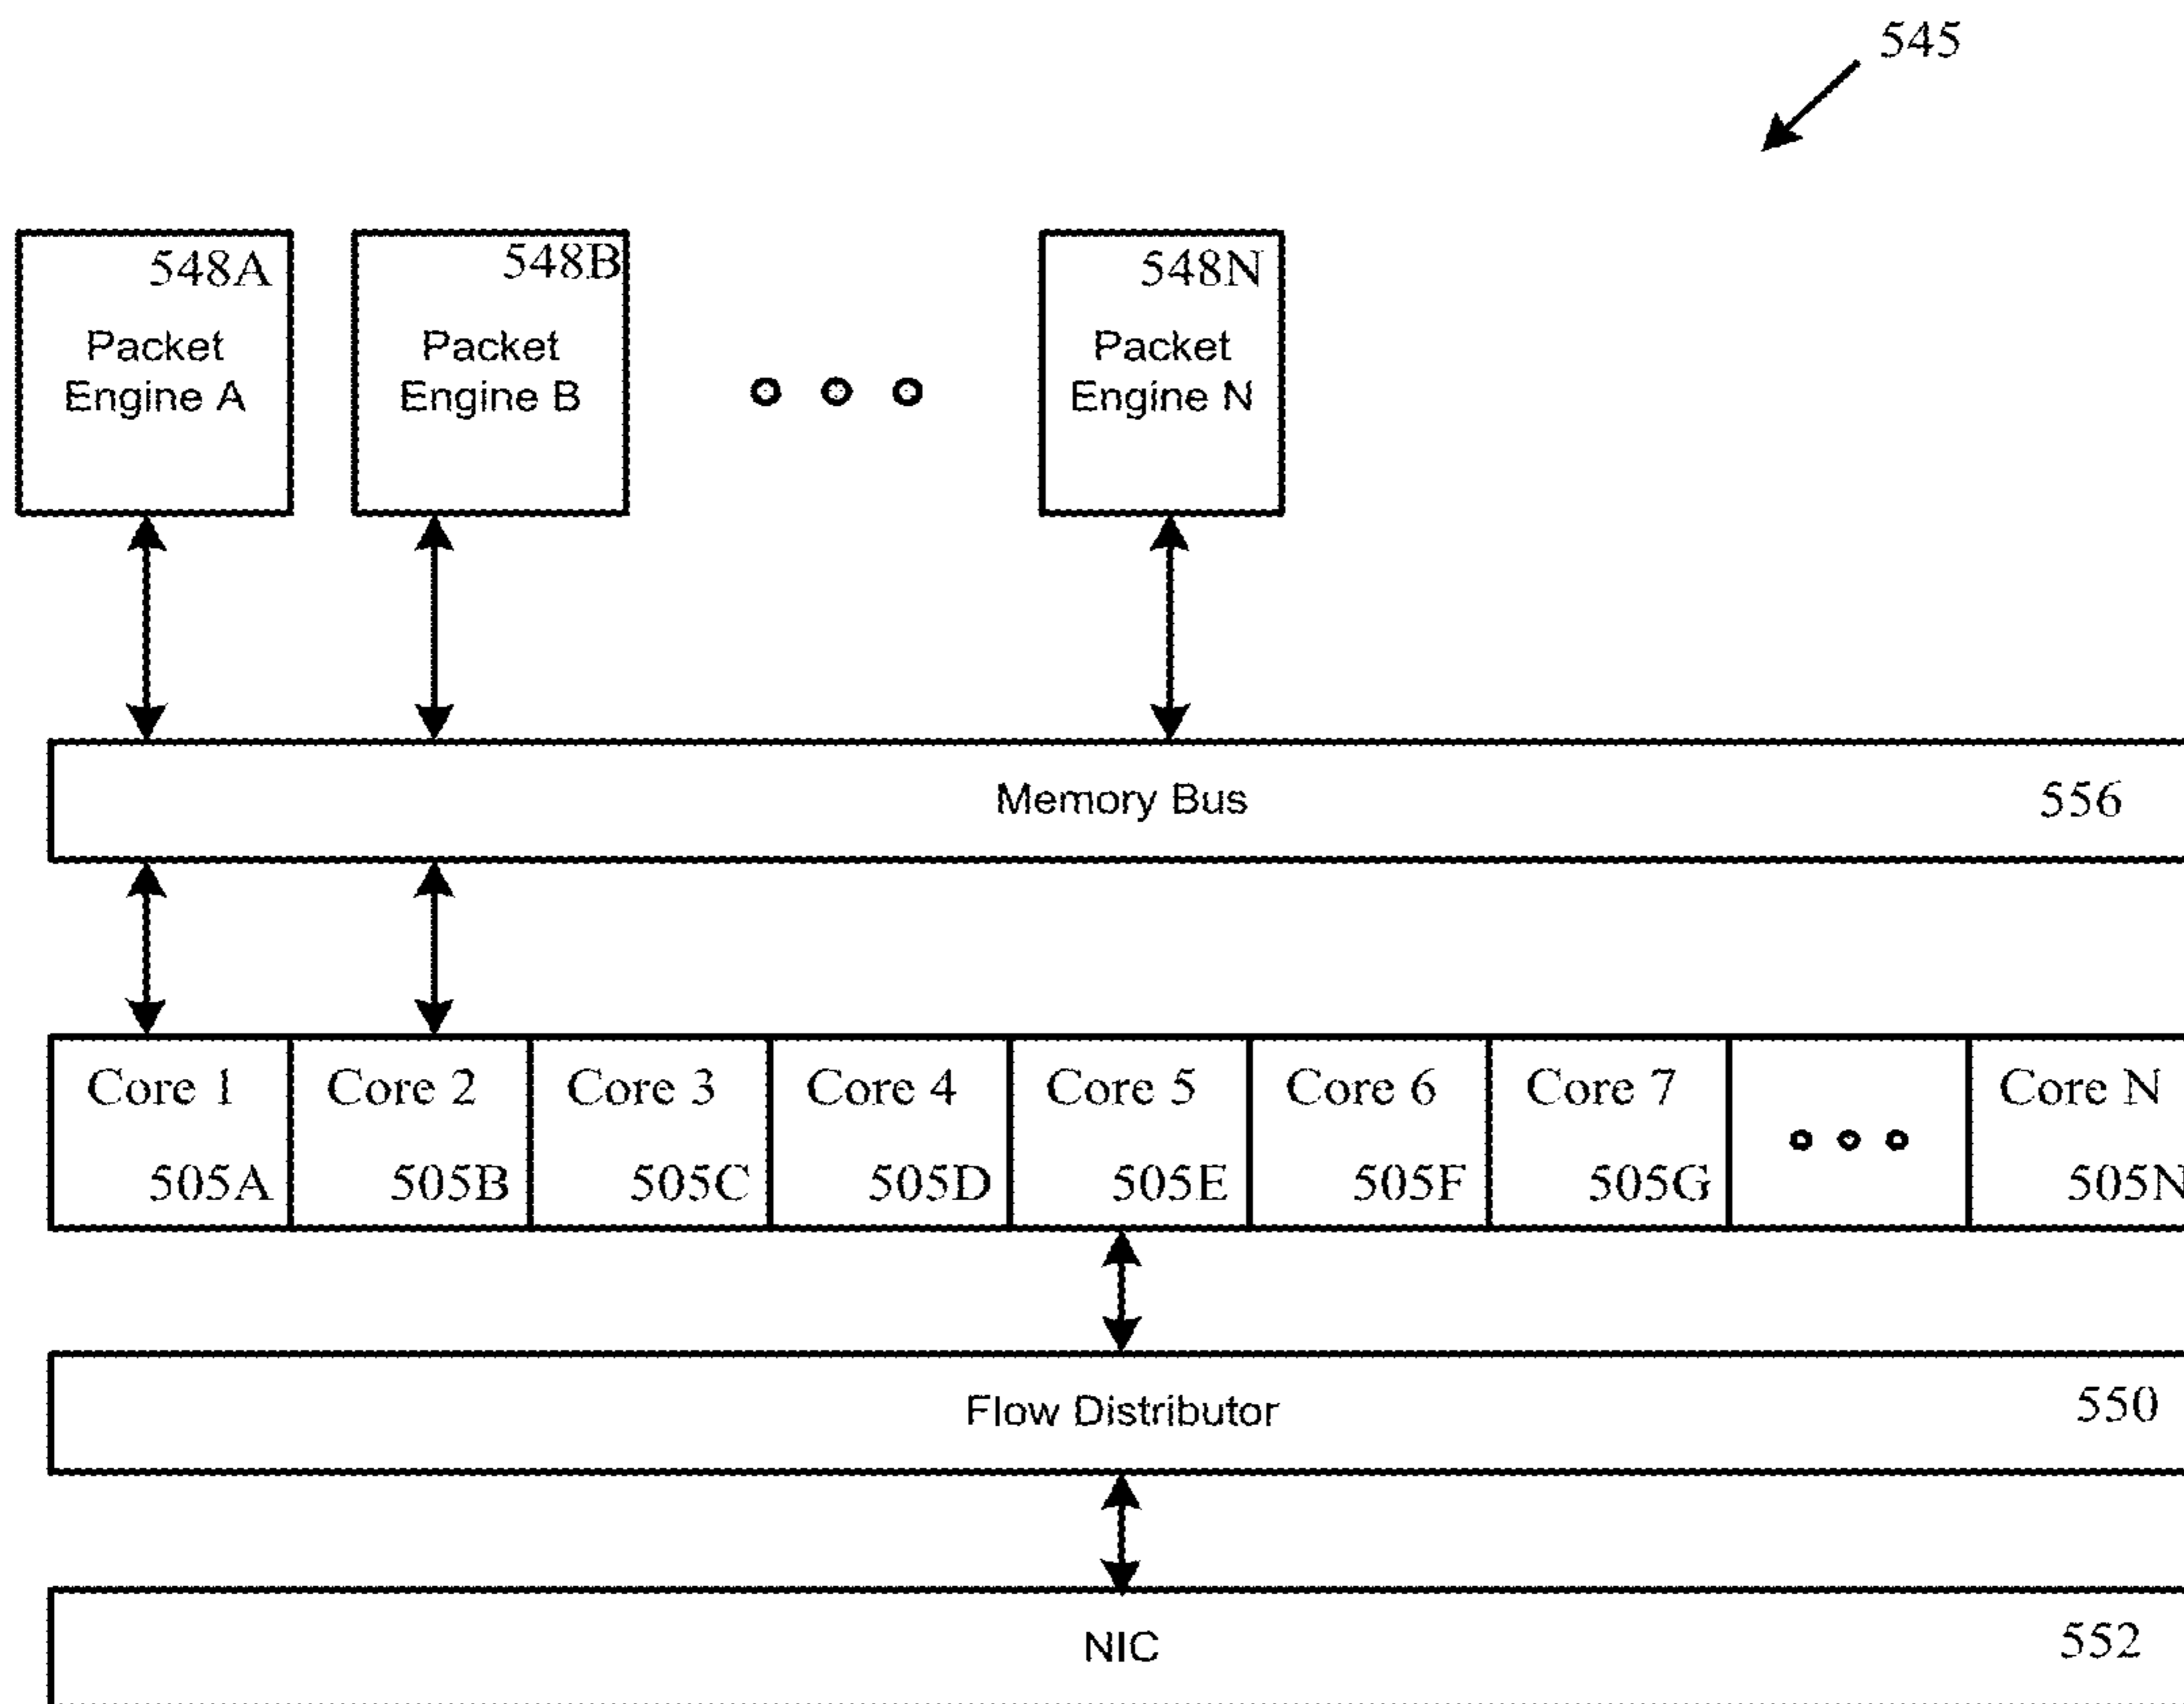 545
548A
Packet
Engine A
548B
Packet
Engine B
548N
Packet
Engine N
Memory Bus
556
Core 1
505A
Core 2
505B
Core 3
505C
Core 4
505D
Core 5
505E
Core 6
505F
Core 7
505G
Core N
505N
Flow Distributor
550
NIC
552